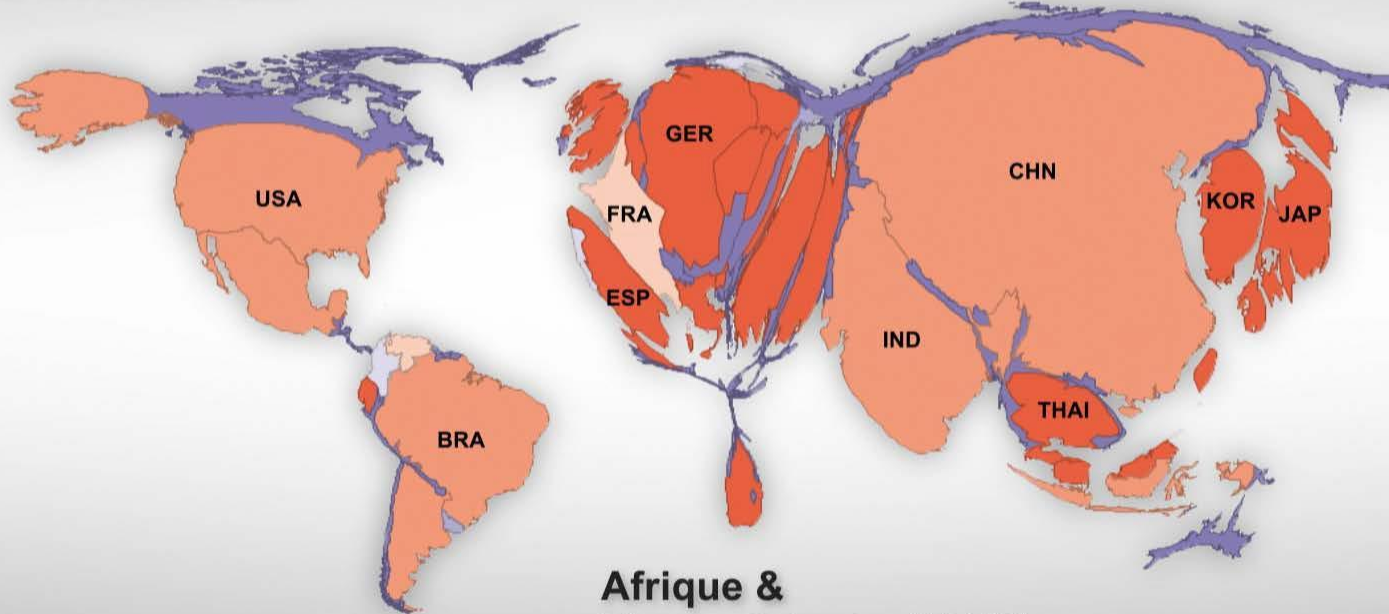 USA
BRA
GER
FRA
ESP
CHN
IND
THAI
KOR
JAP
Afrique &